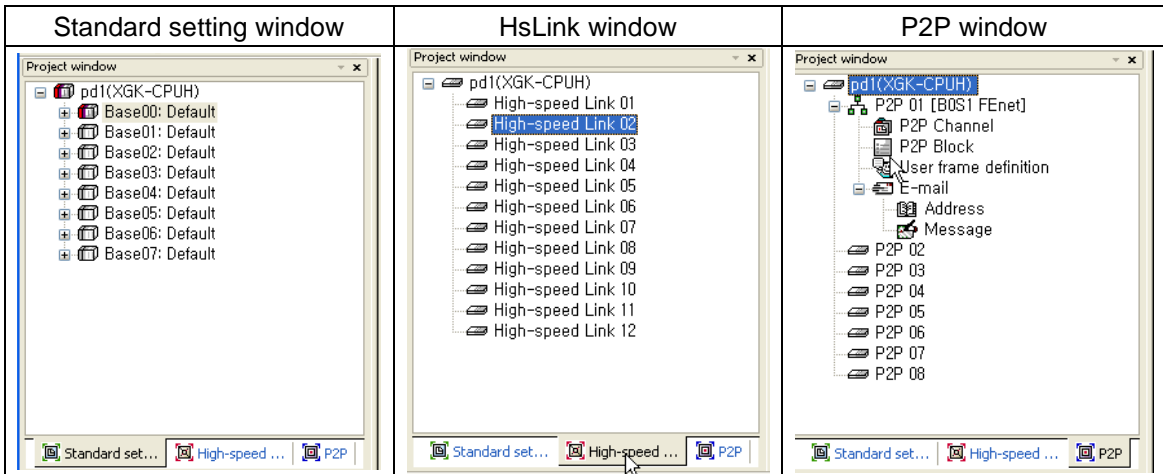 Standard setting window
HsLink window
P2P window
Project window
pd1(XGK-CPUH)
Base00: Default
Base01: Default
Base02: Default
Base03: Default
Base04: Default
Base05: Default
Base06: Default
Base07: Default
Standard set... High-speed ... P2P
Project window
pd1(XGK-CPUH)
High-speed Link 01
High-speed Link 02
High-speed Link 03
High-speed Link 04
High-speed Link 05
High-speed Link 06
High-speed Link 07
High-speed Link 08
High-speed Link 09
High-speed Link 10
High-speed Link 11
High-speed Link 12
Standard set... High-speed ... P2P
Project window
pd1(XGK-CPUH)
P2P 01 [B0S1 FEnet]
P2P Channel
P2P Block
User frame definition
E-mail
Address
Message
P2P 02
P2P 03
P2P 04
P2P 05
P2P 06
P2P 07
P2P 08
Standard set... High-speed ... P2P